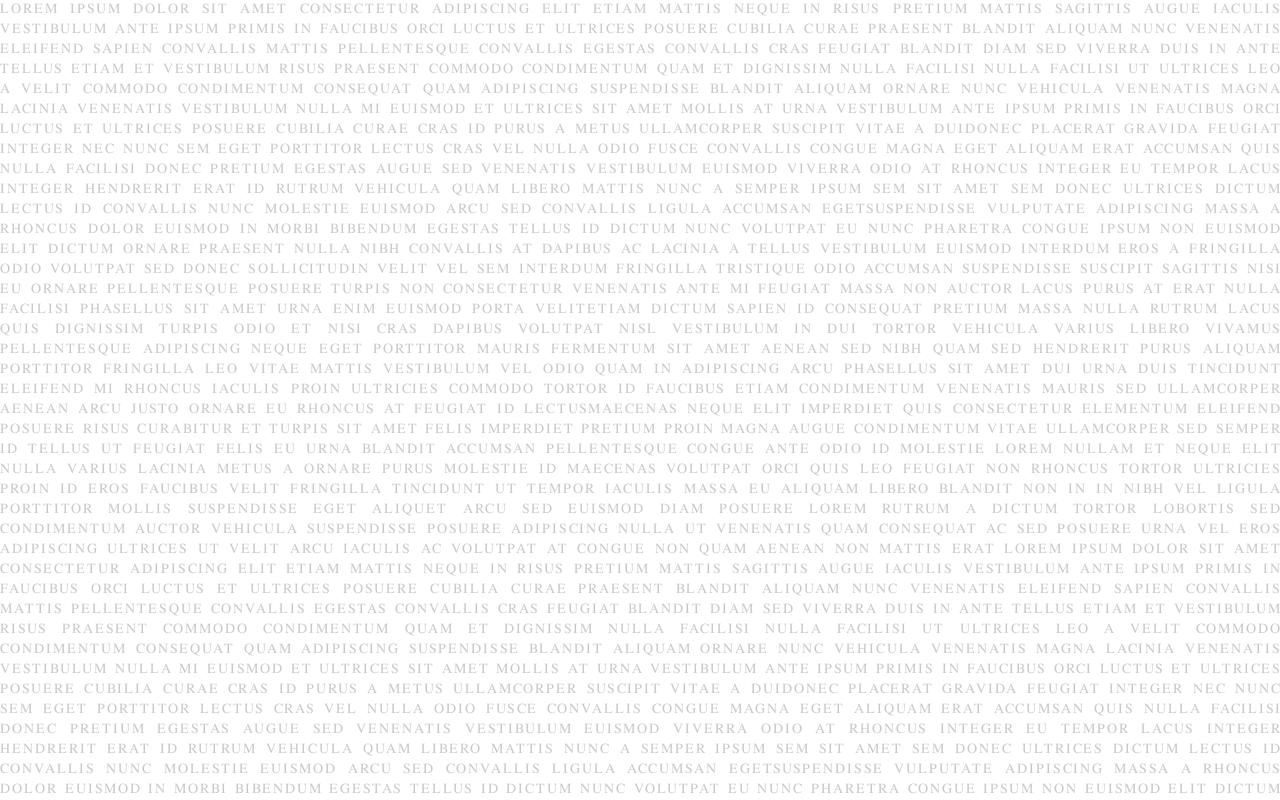 LOREM IPSUM DOLOR SIT AMET CONSECTETUR ADIPISCING ELIT ETIAM MATTIS NEQUE IN RISUS PRETIUM MATTIS SAGITTIS AUGUE IACULIS
VESTIBULUM ANTE IPSUM PRIMIS IN FAUCIBUS ORCI LUCTUS ET ULTRICES POSUERE CUBILIA CURAE PRAESENT BLANDIT ALIQUAM NUNC VENENATIS
ELEIFEND SAPIEN CONVALLIS MATTIS PELLENTESQUE CONVALLIS EGESTAS CONVALLIS CRAS FEUGIAT BLANDIT DIAM SED VIVERRA DUIS IN ANTE
TELLUS ETIAM ET VESTIBULUM RISUS PRAESENT COMMODO CONDIMENTUM QUAM ET DIGNISSIM NULLA FACILISI NULLA FACILISI UT ULTRICES LEO
A VELIT COMMODO CONDIMENTUM CONSEQUAT QUAM ADIPISCING SUSPENDISSE BLANDIT ALIQUAM ORNARE NUNC VEHICULA VENENATIS MAGNA
LACINIA VENENATIS VESTIBULUM NULLA MI EUISMOD ET ULTRICES SIT AMET MOLLIS AT URNA VESTIBULUM ANTE IPSUM PRIMIS IN FAUCIBUS ORCI
LUCTUS ET ULTRICES POSUERE CUBILIA CURAE CRAS ID PURUS A METUS ULLAMCORPER SUSCIPIT VITAE A DUIDONEC PLACERAT GRAVIDA FEUGIAT
INTEGER NEC NUNC SEM EGET PORTTITOR LECTUS CRAS VEL NULLA ODIO FUSCE CONVALLIS CONGUE MAGNA EGET ALIQUAM ERAT ACCUMSAN QUIS
NULLA FACILISI DONEC PRETIUM EGESTAS AUGUE SED VENENATIS VESTIBULUM EUISMOD VIVERRA ODIO AT RHONCUS INTEGER EU TEMPOR LACUS
INTEGER HENDRERIT ERAT ID RUTRUM VEHICULA QUAM LIBERO MATTIS NUNC A SEMPER IPSUM SEM SIT AMET SEM DONEC ULTRICES DICTUM
LECTUS ID CONVALLIS NUNC MOLESTIE EUISMOD ARCU SED CONVALLIS LIGULA ACCUMSAN EGETSUSPENDISSE VULPUTATE ADIPISCING MASSA A
RHONCUS DOLOR EUISMOD IN MORBI BIBENDUM EGESTAS TELLUS ID DICTUM NUNC VOLUTPAT EU NUNC PHARETRA CONGUE IPSUM NON EUISMOD
ELIT DICTUM ORNARE PRAESENT NULLA NIBH CONVALLIS AT DAPIBUS AC LACINIA A TELLUS VESTIBULUM EUISMOD INTERDUM EROS A FRINGILLA
ODIO VOLUTPAT SED DONEC SOLLICITUDIN VELIT VEL SEM INTERDUM FRINGILLA TRISTIQUE ODIO ACCUMSAN SUSPENDISSE SUSCIPIT SAGITTIS NISI
EU ORNARE PELLENTESQUE POSUERE TURPIS NON CONSECTETUR VENENATIS ANTE MI FEUGIAT MASSA NON AUCTOR LACUS PURUS AT ERAT NULLA
FACILISI PHASELLUS SIT AMET URNA ENIM EUISMOD PORTA VELITETIAM DICTUM SAPIEN ID CONSEQUAT PRETIUM MASSA NULLA RUTRUM LACUS
QUIS DIGNISSIM TURPIS ODIO ET NISI CRAS DAPIBUS VOLUTPAT NISL VESTIBULUM IN DUI TORTOR VEHICULA VARIUS LIBERO VIVAMUS
PELLENTESQUE ADIPISCING NEQUE EGET PORTTITOR MAURIS FERMENTUM SIT AMET AENEAN SED NIBH QUAM SED HENDRERIT PURUS ALIQUAM
PORTTITOR FRINGILLA LEO VITAE MATTIS VESTIBULUM VEL ODIO QUAM IN ADIPISCING ARCU PHASELLUS SIT AMET DUI URNA DUIS TINCIDUNT
ELEIFEND MI RHONCUS IACULIS PROIN ULTRICIES COMMODO TORTOR ID FAUCIBUS ETIAM CONDIMENTUM VENENATIS MAURIS SED ULLAMCORPER
AENEAN ARCU JUSTO ORNARE EU RHONCUS AT FEUGIAT ID LECTUSMAECENAS NEQUE ELIT IMPERDIET QUIS CONSECTETUR ELEMENTUM ELEIFEND
POSUERE RISUS CURABITUR ET TURPIS SIT AMET FELIS IMPERDIET PRETIUM PROIN MAGNA AUGUE CONDIMENTUM VITAE ULLAMCORPER SED SEMPER
ID TELLUS UT FEUGIAT FELIS EU URNA BLANDIT ACCUMSAN PELLENTESQUE CONGUE ANTE ODIO ID MOLESTIE LOREM NULLAM ET NEQUE ELIT
NULLA VARIUS LACINIA METUS A ORNARE PURUS MOLESTIE ID MAECENAS VOLUTPAT ORCI QUIS LEO FEUGIAT NON RHONCUS TORTOR ULTRICIES
PROIN ID EROS FAUCIBUS VELIT FRINGILLA TINCIDUNT UT TEMPOR IACULIS MASSA EU ALIQUAM LIBERO BLANDIT NON IN IN NIBH VEL LIGULA
PORTTITOR MOLLIS SUSPENDISSE EGET ALIQUET ARCU SED EUISMOD DIAM POSUERE LOREM RUTRUM A DICTUM TORTOR LOBORTIS SED
CONDIMENTUM AUCTOR VEHICULA SUSPENDISSE POSUERE ADIPISCING NULLA UT VENENATIS QUAM CONSEQUAT AC SED POSUERE URNA VEL EROS
ADIPISCING ULTRICES UT VELIT ARCU IACULIS AC VOLUTPAT AT CONGUE NON QUAM AENEAN NON MATTIS ERAT LOREM IPSUM DOLOR SIT AMET
CONSECTETUR ADIPISCING ELIT ETIAM MATTIS NEQUE IN RISUS PRETIUM MATTIS SAGITTIS AUGUE IACULIS VESTIBULUM ANTE IPSUM PRIMIS IN
FAUCIBUS ORCI LUCTUS ET ULTRICES POSUERE CUBILIA CURAE PRAESENT BLANDIT ALIQUAM NUNC VENENATIS ELEIFEND SAPIEN CONVALLIS
MATTIS PELLENTESQUE CONVALLIS EGESTAS CONVALLIS CRAS FEUGIAT BLANDIT DIAM SED VIVERRA DUIS IN ANTE TELLUS ETIAM ET VESTIBULUM
RISUS PRAESENT COMMODO CONDIMENTUM QUAM ET DIGNISSIM NULLA FACILISI NULLA FACILISI UT ULTRICES LEO A VELIT COMMODO
CONDIMENTUM CONSEQUAT QUAM ADIPISCING SUSPENDISSE BLANDIT ALIQUAM ORNARE NUNC VEHICULA VENENATIS MAGNA LACINIA VENENATIS
VESTIBULUM NULLA MI EUISMOD ET ULTRICES SIT AMET MOLLIS AT URNA VESTIBULUM ANTE IPSUM PRIMIS IN FAUCIBUS ORCI LUCTUS ET ULTRICES
POSUERE CUBILIA CURAE CRAS ID PURUS A METUS ULLAMCORPER SUSCIPIT VITAE A DUIDONEC PLACERAT GRAVIDA FEUGIAT INTEGER NEC NUNC
SEM EGET PORTTITOR LECTUS CRAS VEL NULLA ODIO FUSCE CONVALLIS CONGUE MAGNA EGET ALIQUAM ERAT ACCUMSAN QUIS NULLA FACILISI
DONEC PRETIUM EGESTAS AUGUE SED VENENATIS VESTIBULUM EUISMOD VIVERRA ODIO AT RHONCUS INTEGER EU TEMPOR LACUS INTEGER
HENDRERIT ERAT ID RUTRUM VEHICULA QUAM LIBERO MATTIS NUNC A SEMPER IPSUM SEM SIT AMET SEM DONEC ULTRICES DICTUM LECTUS ID
CONVALLIS NUNC MOLESTIE EUISMOD ARCU SED CONVALLIS LIGULA ACCUMSAN EGETSUSPENDISSE VULPUTATE ADIPISCING MASSA A RHONCUS
DOLOR EUISMOD IN MORBI BIBENDUM EGESTAS TELLUS ID DICTUM NUNC VOLUTPAT EU NUNC PHARETRA CONGUE IPSUM NON EUISMOD ELIT DICTUM